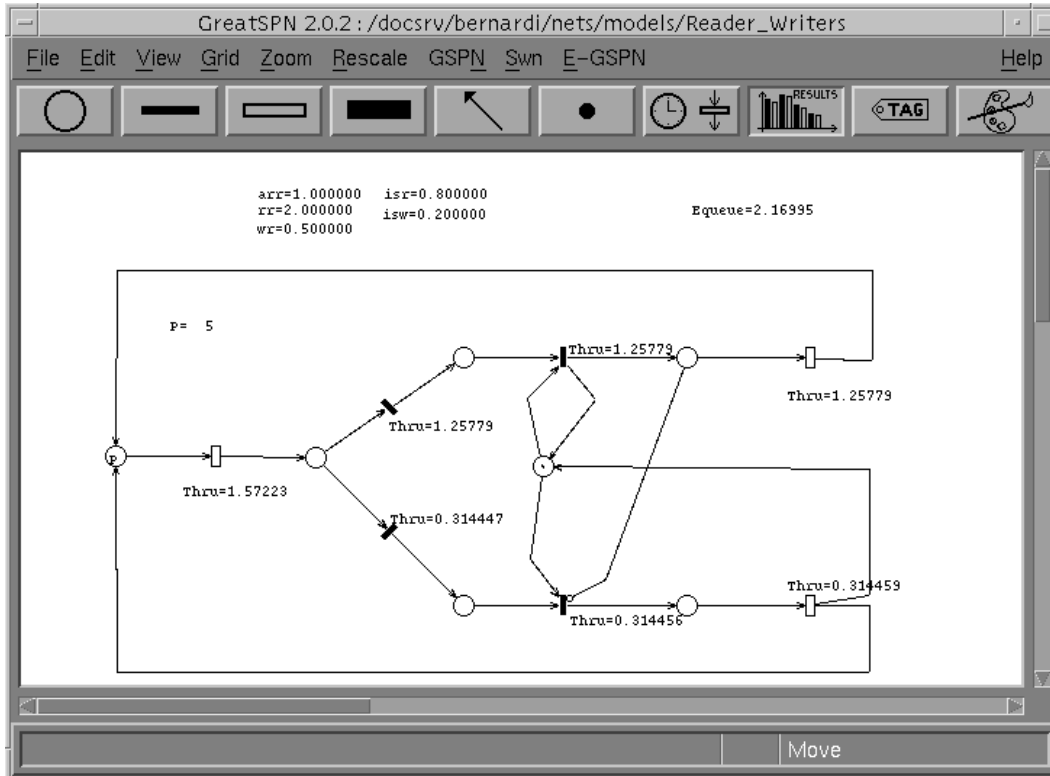 GreatSPN 2.0.2 : /docsrv/bernardi/nets/models/Reader_Writers
File Edit View Grid Zoom Rescale GSPN Swn E-GSPN Help
RESULTS TAG
arr=1.000000 isr=0.800000
rr=2.000000 isw=0.200000 Equeue=2.16995
wr=0.500000
P= 5
Thru=1.25779
Thru=1.25779
Thru=1.25779
P
Thru=1.57223
Thru=0.314447
Thru=0.314459
Thru=0.314456
Move